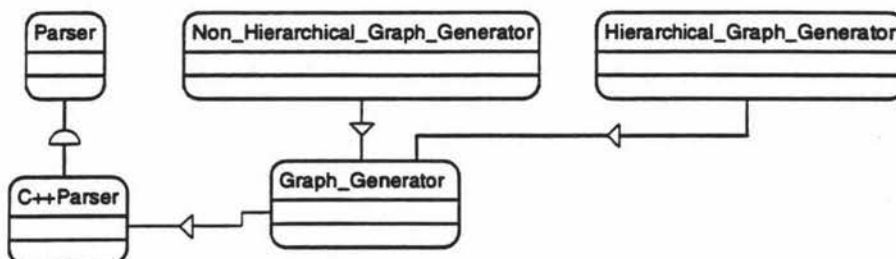 Parser
Non_Hierarchical_Graph_Generator
Hierarchical_Graph_Generator
C++Parser
Graph_Generator